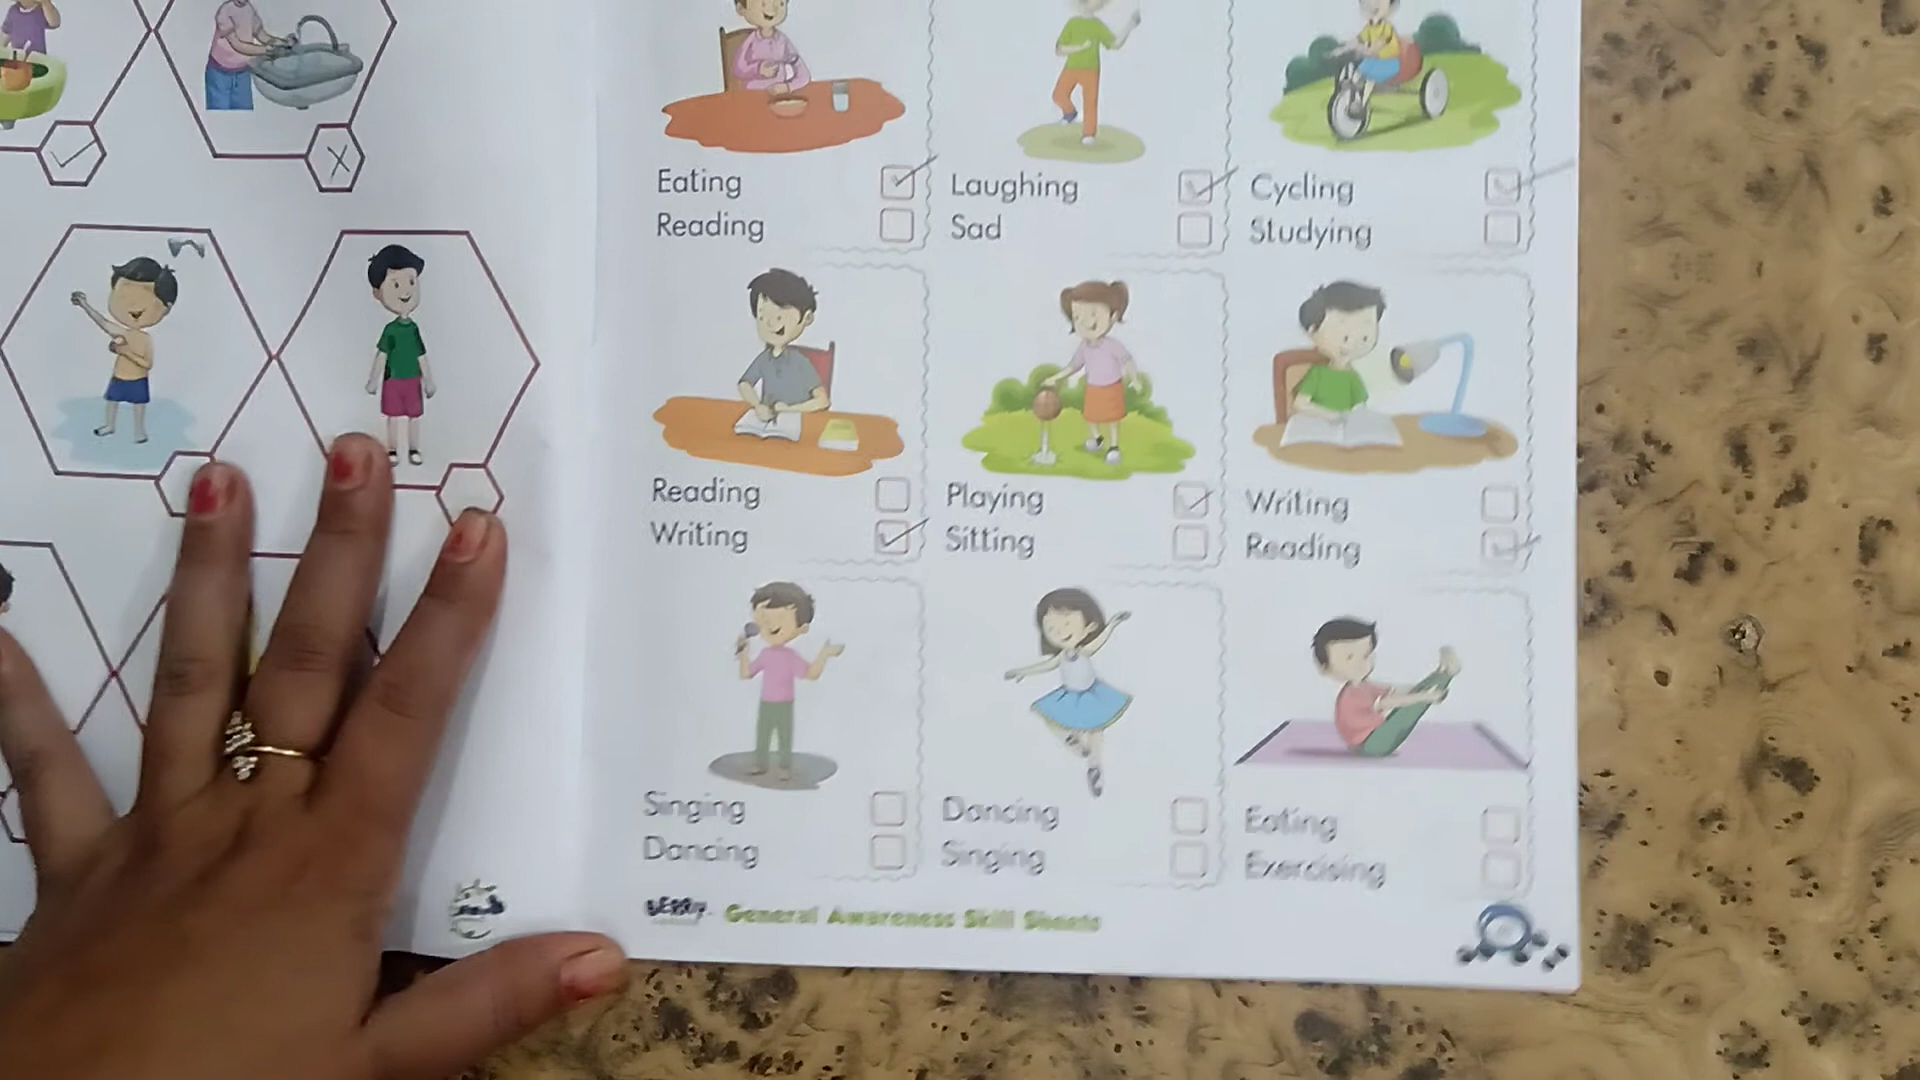 Eating
Reading
Laughing
Sad
Cycling
Studying
Reading
Writing
Playing
Sitting
Writing
Reading
Singing
Dancing
Dancing
Singing
Eating
Exercising
BERRY General Awareness Skill Sheets